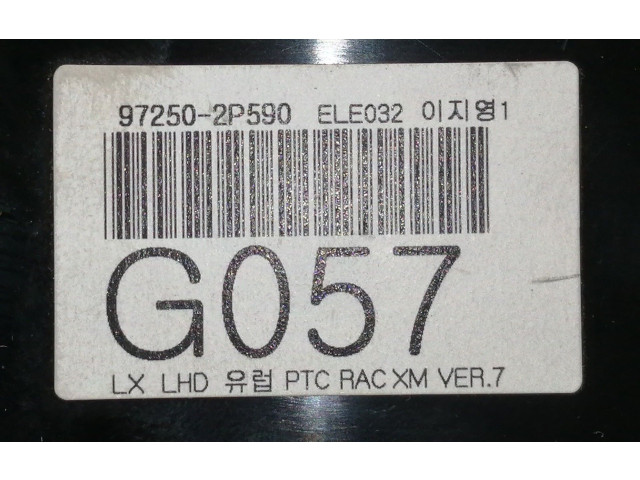 97250-2P590 ELE032 이지영1
G057
LX LHD 유럽 PTC RAC XM VER.7